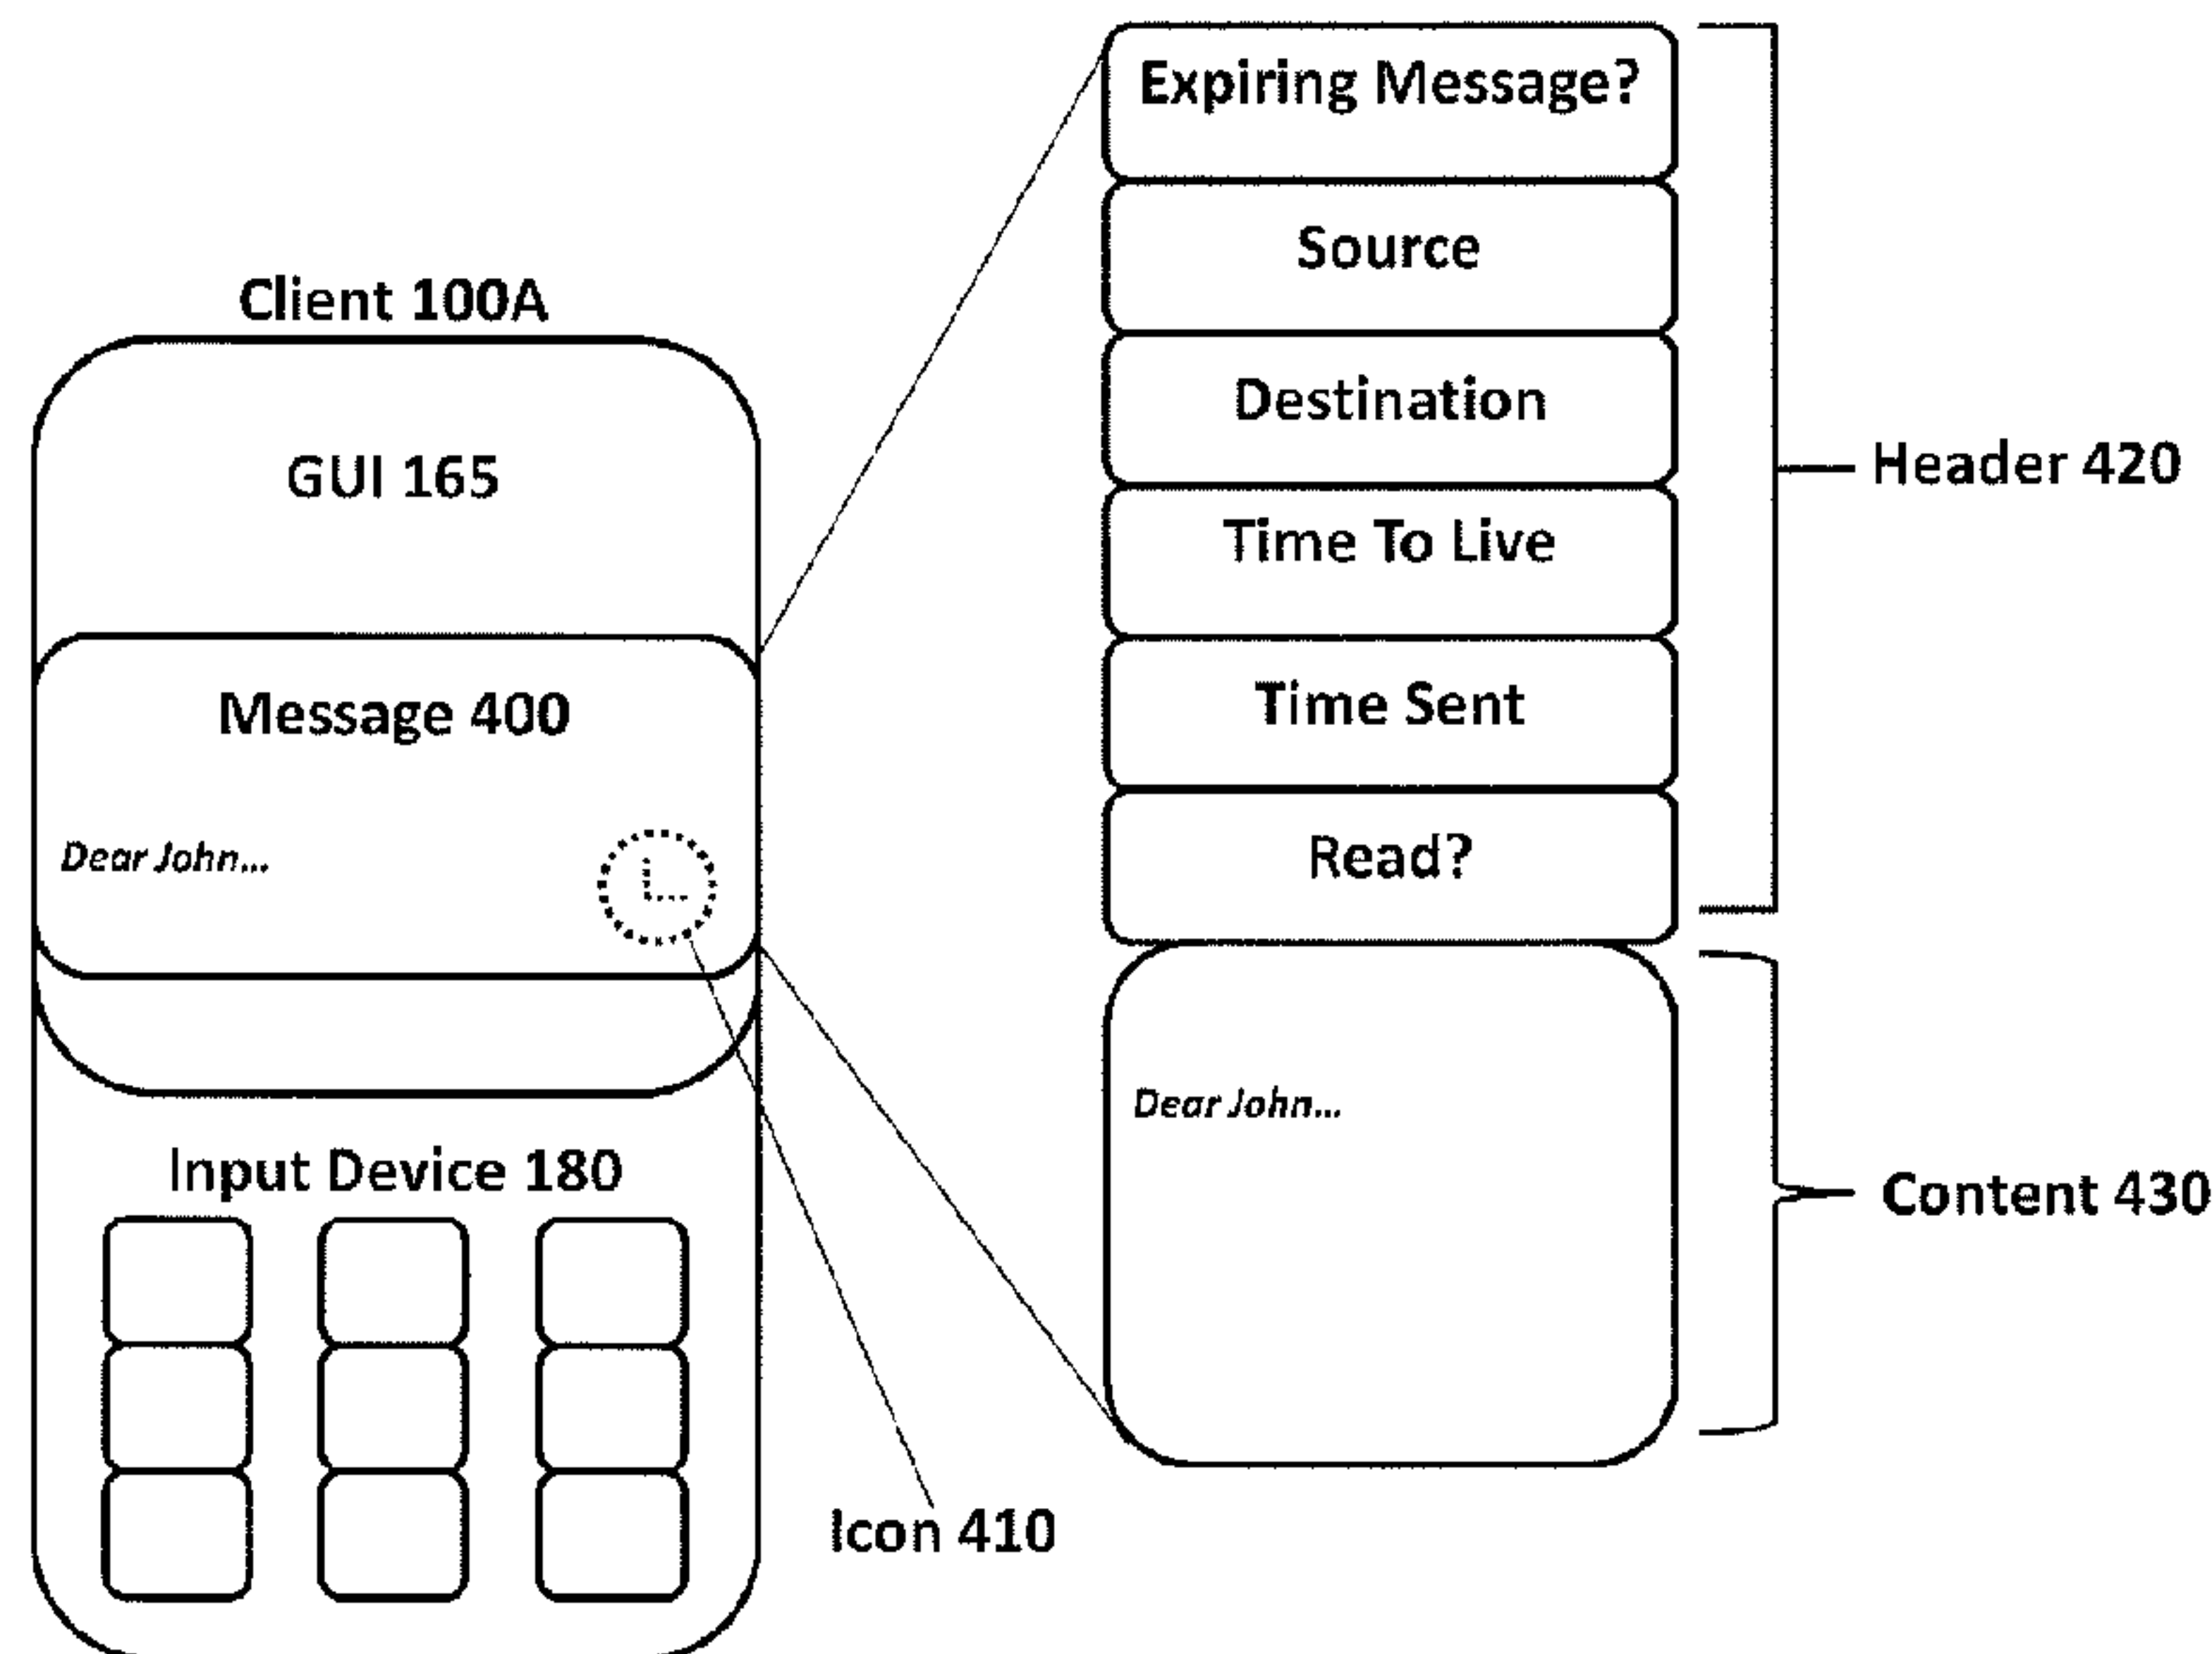 Client 100A
GUI 165
Message 400
Dear John...
Input Device 180
Icon 410
Expiring Message?
Source
Destination
Time To Live
Time Sent
Read?
Dear John...
Header 420
Content 430